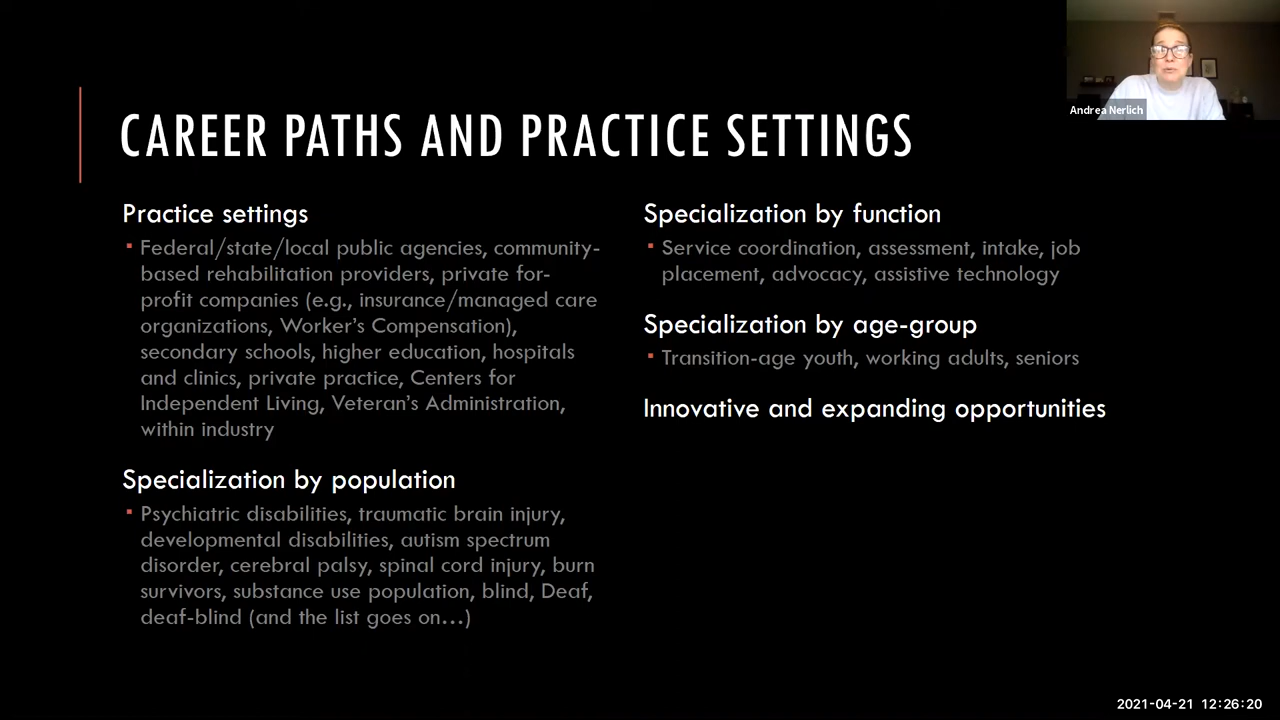 Andrea Nerlich
CAREER PATHS AND PRACTICE SETTINGS
Practice settings
Federal/state/local public agencies, community-
based rehabilitation providers, private for-
profit companies (e.g., insurance/managed care
organizations, Worker's Compensation),
secondary schools, higher education, hospitals
and clinics, private practice, Centers for
Independent Living, Veteran's Administration,
within industry
Specialization by population
Psychiatric disabilities, traumatic brain injury,
developmental disabilities, autism spectrum
disorder, cerebral palsy, spinal cord injury, burn
survivors, substance use population, blind, Deaf,
deaf-blind (and the list goes on…)
Specialization by function
Service coordination, assessment, intake, job
placement, advocacy, assistive technology
Specialization by age-group
Transition-age youth, working adults, seniors
Innovative and expanding opportunities
2021-04-21 12:26:20